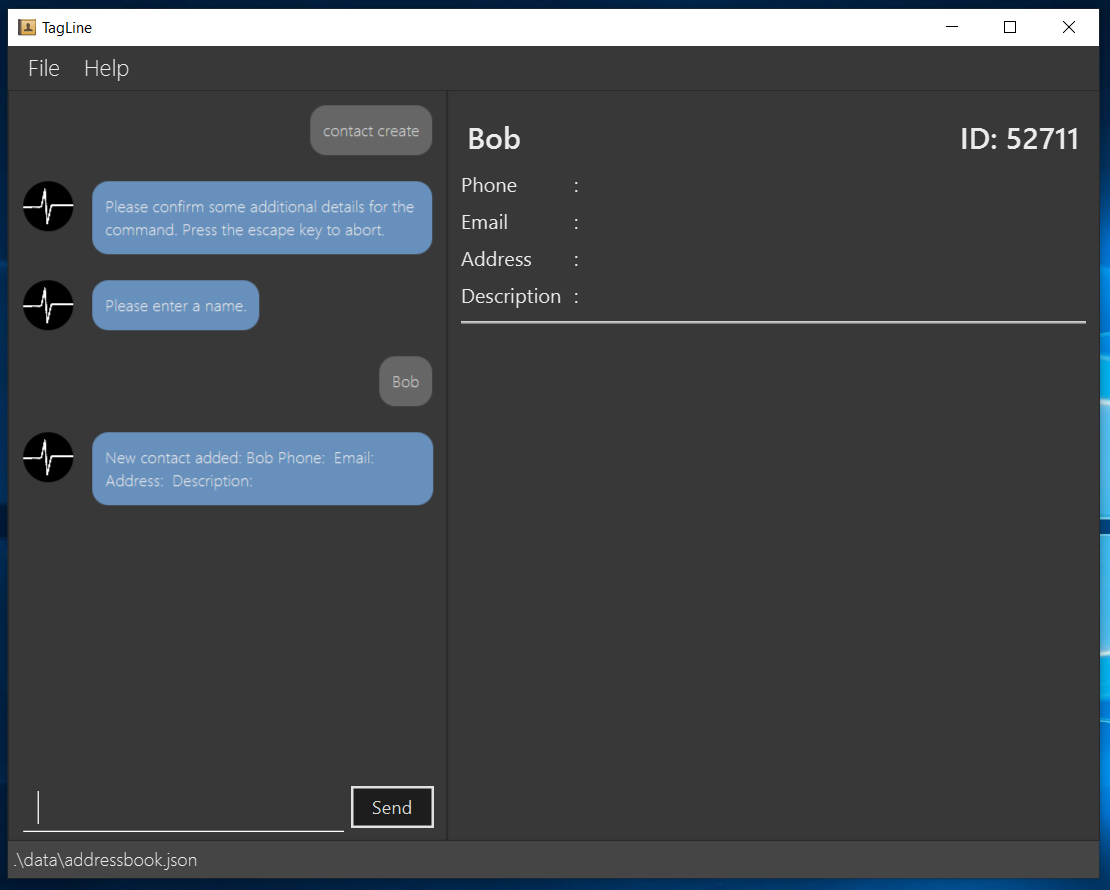 TagLine
File Help
contact create
Please confirm some additional details for the
command. Press the escape key to abort.
Please enter a name.
Bob
New contact added: Bob Phone:  Email:
Address:  Description:
Send
Bob ID: 52711
Phone :
Email :
Address :
Description :
.\data\addressbook.json